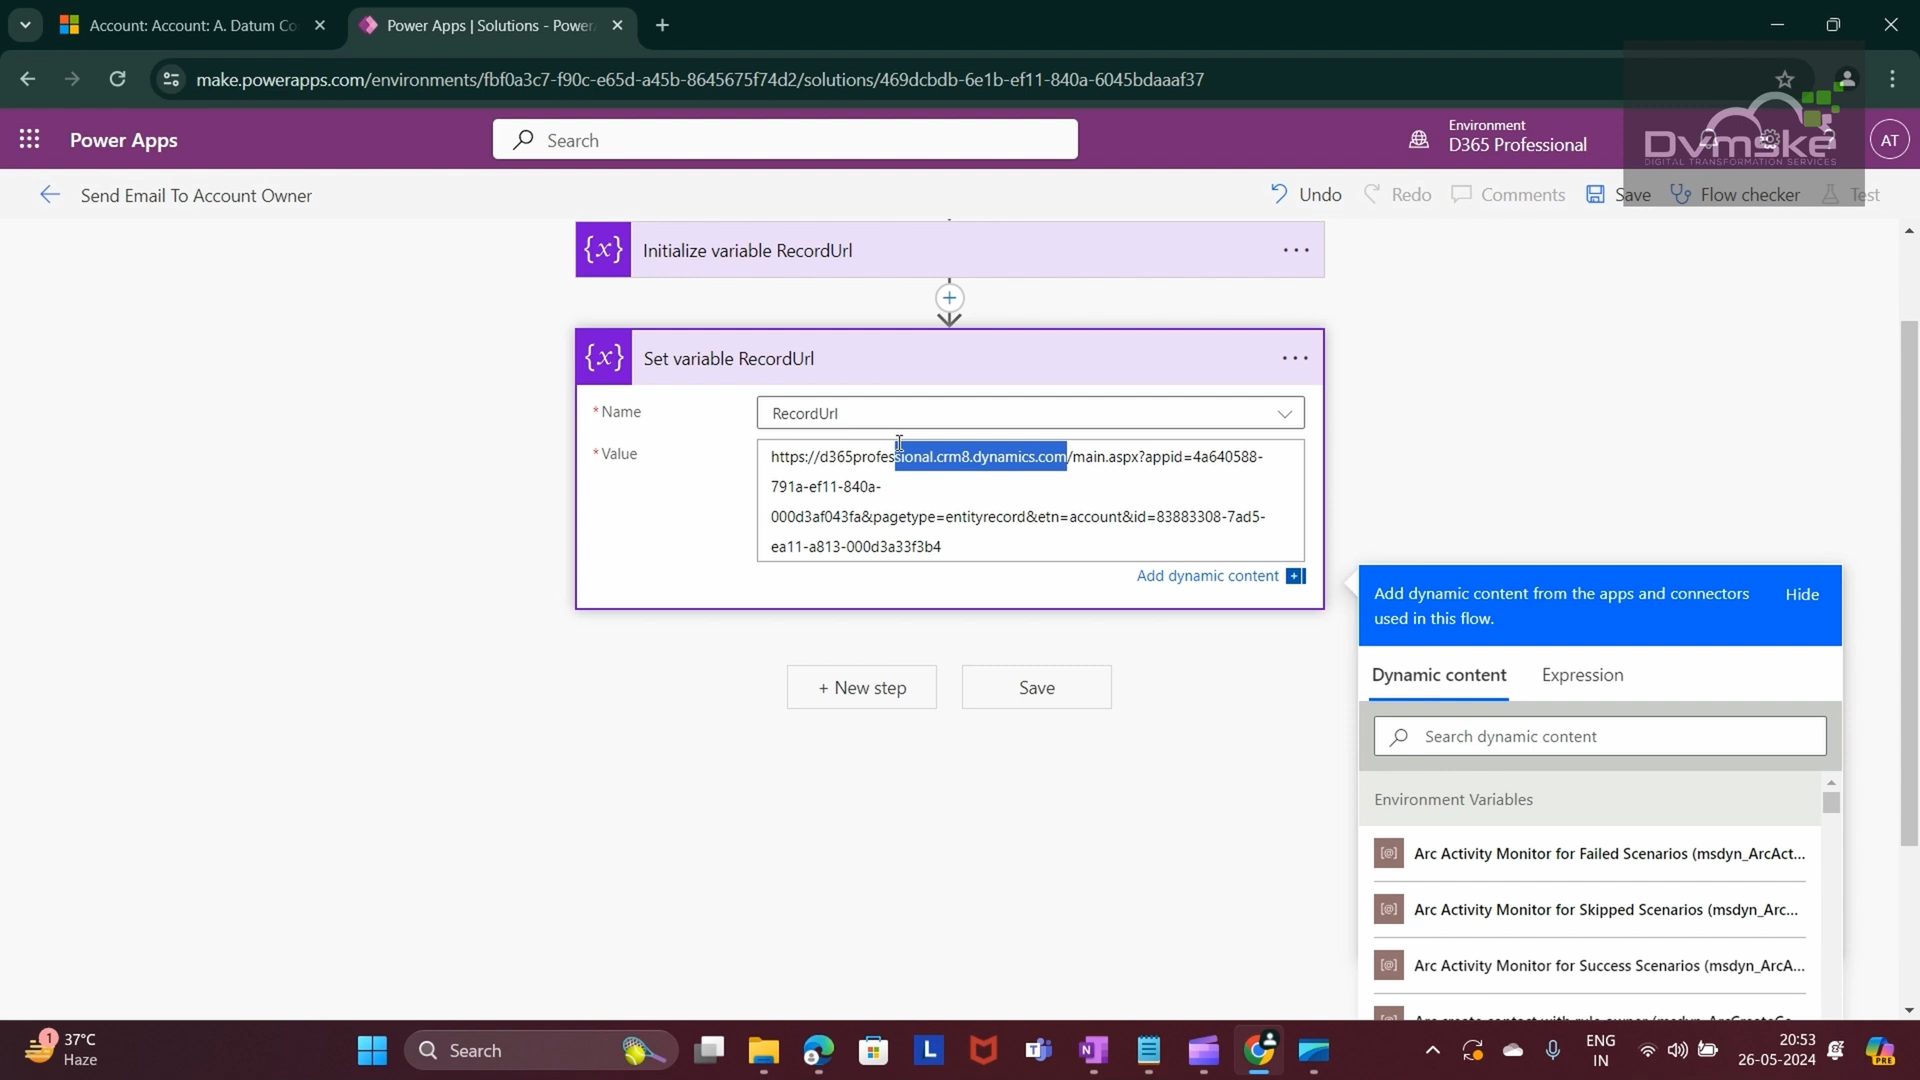 Account: Account: A. Datum Co
Power Apps | Solutions - Power
make.powerapps.com/environments/fbf0a3c7-f90c-e65d-a45b-8645675f74d2/solutions/469dcbdb-6e1b-ef11-840a-6045bdaaaf37
Power Apps
Search
Environment
D365 Professional
Dvmske
DIGITAL TRANSFORMATION SERVICES
AT
Send Email To Account Owner
Undo
Redo
Comments
Save
Flow checker
Test
{x}
Initialize variable RecordUrl
{x}
Set variable RecordUrl
* Name
RecordUrl
* Value
https://d365professional.crm8.dynamics.com/main.aspx?appid=4a640588-
791a-ef11-840a-
000d3af043fa&pagetype=entityrecord&etn=account&id=83883308-7ad5-
ea11-a813-000d3a33f3b4
Add dynamic content
+ New step
Save
Add dynamic content from the apps and connectors
used in this flow.
Hide
Dynamic content
Expression
Search dynamic content
Environment Variables
Arc Activity Monitor for Failed Scenarios (msdyn_ArcAct...
Arc Activity Monitor for Skipped Scenarios (msdyn_Arc...
Arc Activity Monitor for Success Scenarios (msdyn_ArcA...
1
37°C
Haze
Search
L
ENG
IN
20:53
26-05-2024
PRE